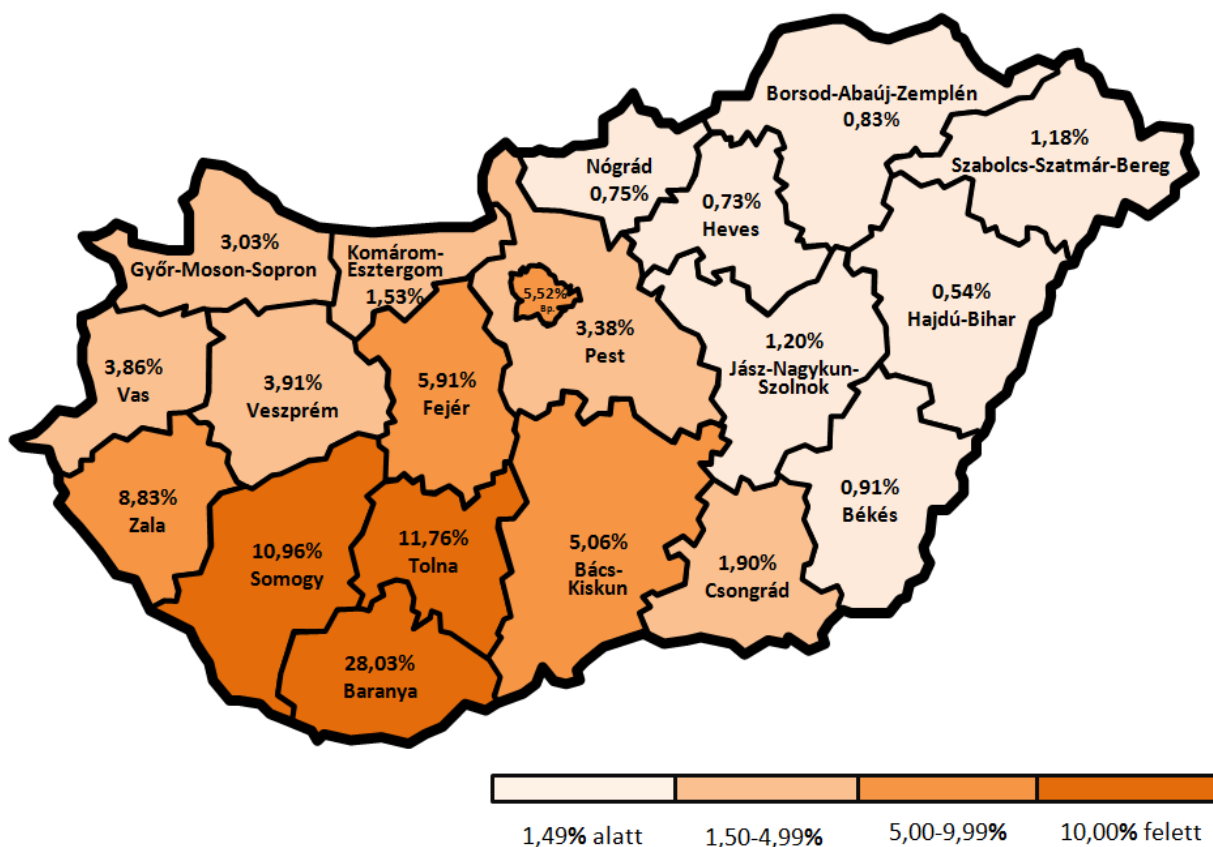 Borsod-Abaúj-Zemplén
0,83%
1,18%
Szabolcs-Szatmár-Bereg
Nógrád
0,75%
0,73%
Heves
3,03%
Győr-Moson-Sopron
Komárom-
Esztergom
1,53%
5,52%
Bp.
3,38%
Pest
0,54%
Hajdú-Bihar
1,20%
Jász-Nagykun-
Szolnok
3,86%
Vas
3,91%
Veszprém
5,91%
Fejér
8,83%
Zala
10,96%
Somogy
11,76%
Tolna
5,06%
Bács-
Kiskun
1,90%
Csongrád
0,91%
Békés
28,03%
Baranya
1,49% alatt
1,50-4,99%
5,00-9,99%
10,00% felett